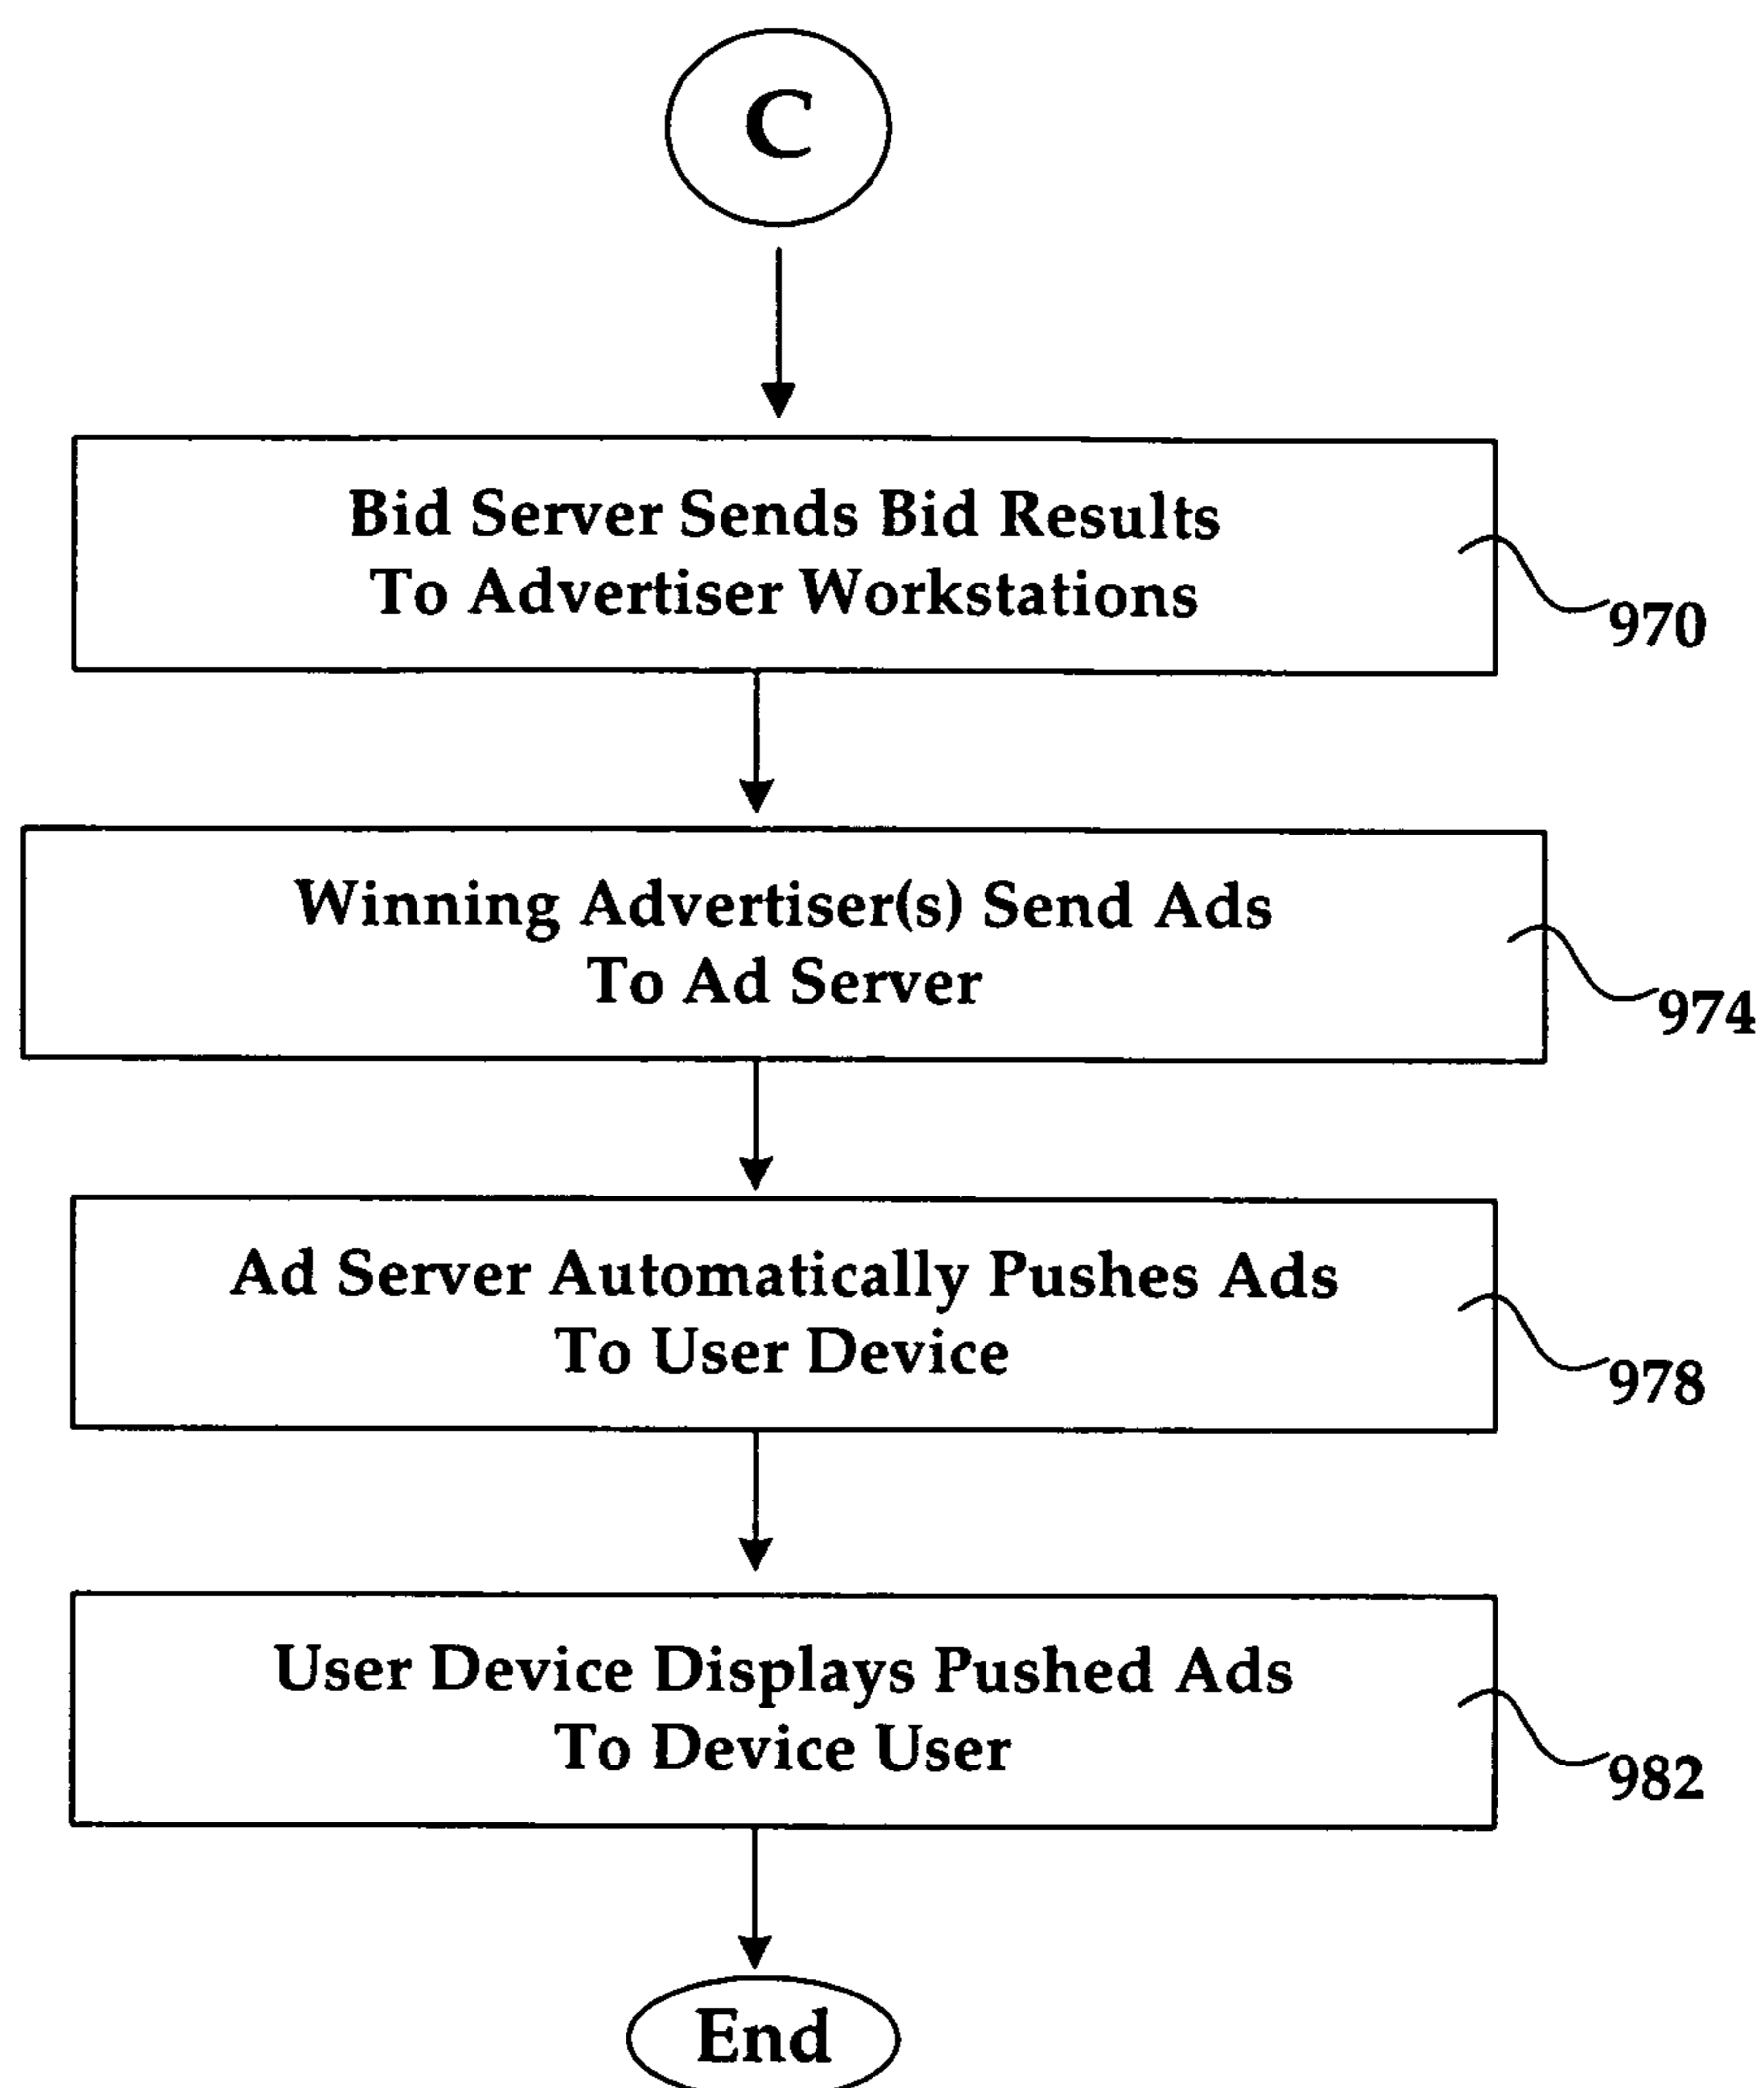 C
Bid Server Sends Bid Results
To Advertiser Workstations
970
Winning Advertiser(s) Send Ads
To Ad Server
974
Ad Server Automatically Pushes Ads
To User Device
978
User Device Displays Pushed Ads
To Device User
982
End